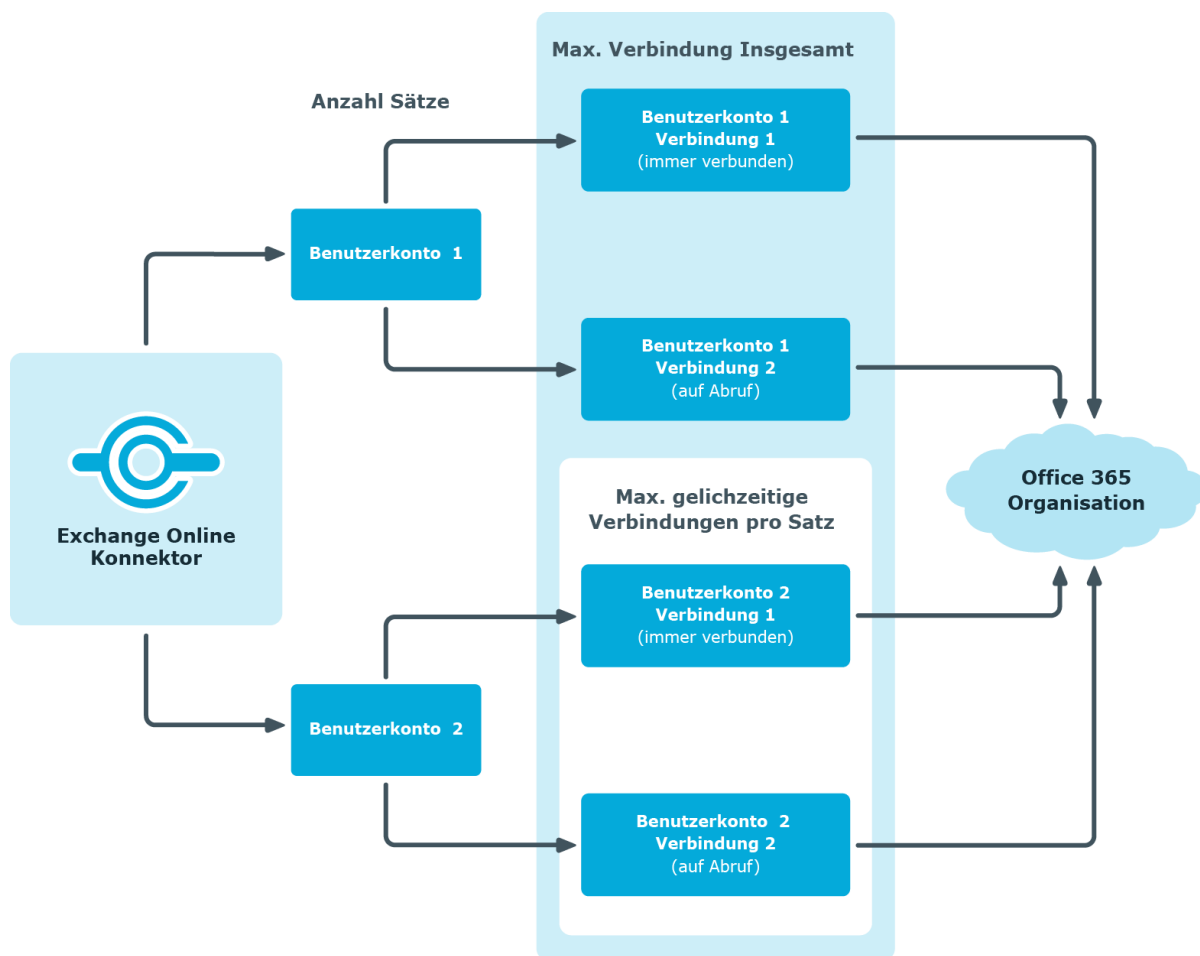 Max. Verbindung Insgesamt
Anzahl Sätze
Benutzerkonto 1
Verbindung 1
(immer verbunden)
Benutzerkonto 1
Benutzerkonto 1
Verbindung 2
(auf Abruf)
Exchange Online
Konnektor
Max. gelichzeitige
Verbindungen pro Satz
Office 365
Organisation
Benutzerkonto 2
Verbindung 1
(immer verbunden)
Benutzerkonto 2
Benutzerkonto 2
Verbindung 2
(auf Abruf)